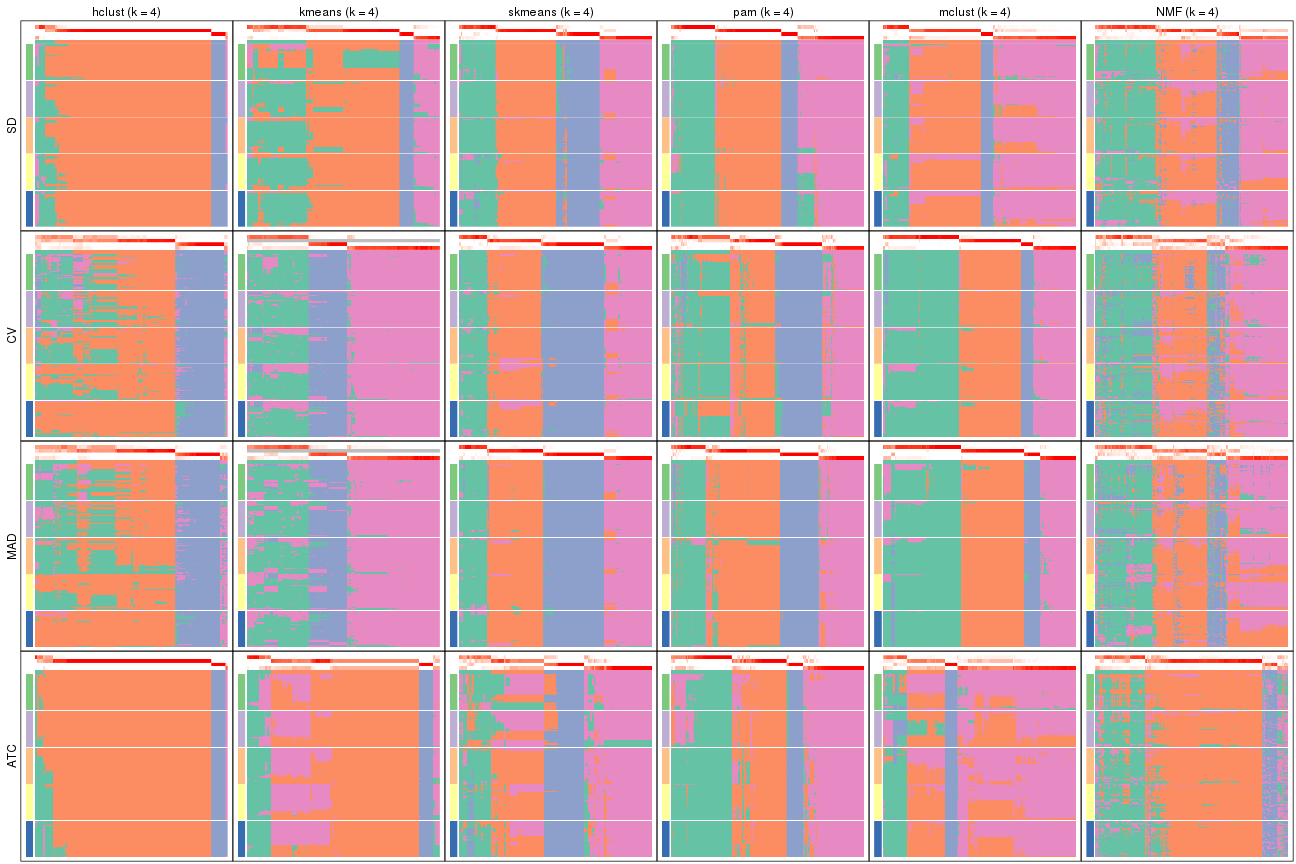 hclust (k = 4) kmeans (k = 4) skmeans (k = 4) pam (k = 4) mclust (k = 4) NMF (k = 4)
SD
CV
MAD
ATC